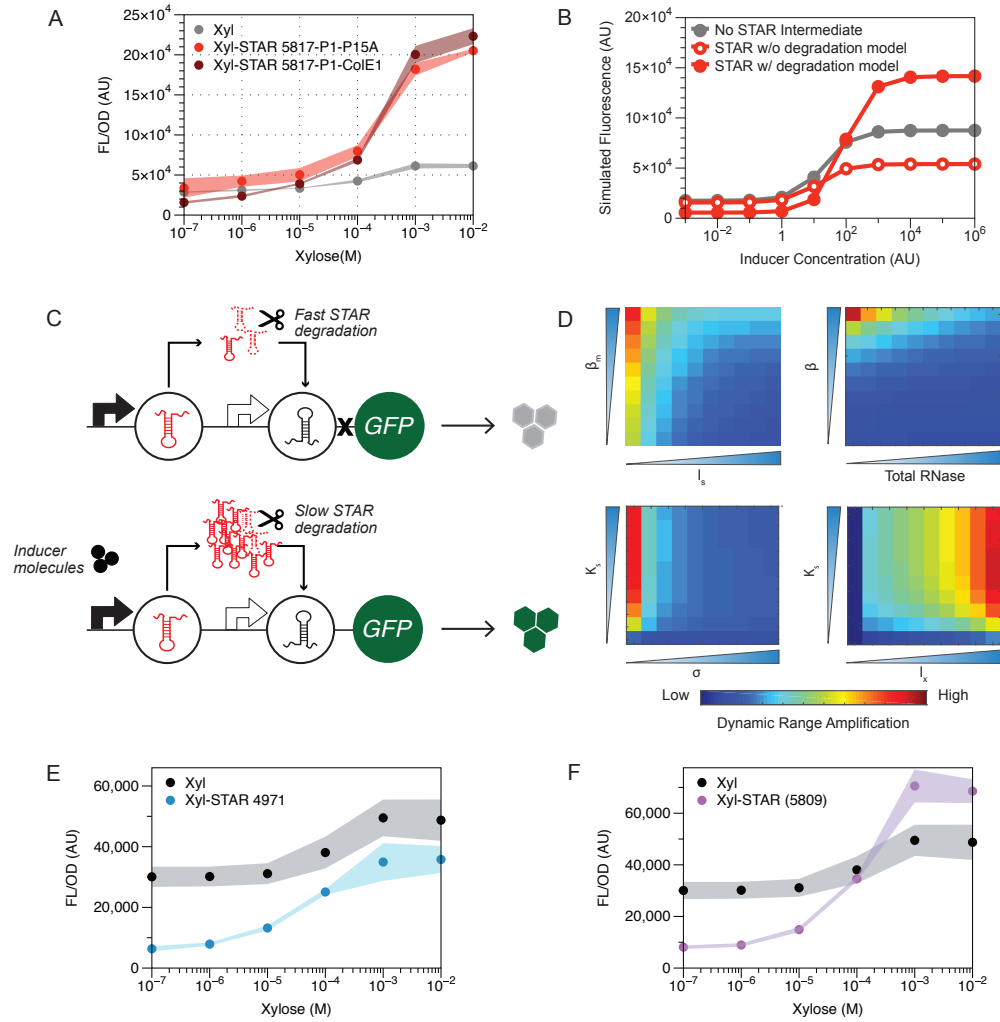 A
Xyl
Xyl-STAR 5817-P1-P15A
Xyl-STAR 5817-P1-ColE1
FL/OD (AU)
25×10⁴
20×10⁴
15×10⁴
10×10⁴
5×10⁴
0
10⁻⁷ 10⁻⁶ 10⁻⁵ 10⁻⁴ 10⁻³ 10⁻²
Xylose(M)
B
No STAR Intermediate
STAR w/o degradation model
STAR w/ degradation model
Simulated Fluorescence (AU)
20×10⁴
15×10⁴
10×10⁴
5×10⁴
0
10⁻² 1 10² 10⁴ 10⁶
Inducer Concentration (AU)
C
Fast STAR
degradation
X
GFP
Slow STAR
degradation
Inducer
molecules
GFP
D
βₘ
Iₛ
β
Total RNase
Kₛ
σ
Kₛ
Iₓ
Low High
Dynamic Range Amplification
E
Xyl
Xyl-STAR 4971
FL/OD (AU)
60,000
40,000
20,000
0
10⁻⁷ 10⁻⁶ 10⁻⁵ 10⁻⁴ 10⁻³ 10⁻²
Xylose (M)
F
Xyl
Xyl-STAR (5809)
FL/OD (AU)
60,000
40,000
20,000
0
10⁻⁷ 10⁻⁶ 10⁻⁵ 10⁻⁴ 10⁻³ 10⁻²
Xylose (M)